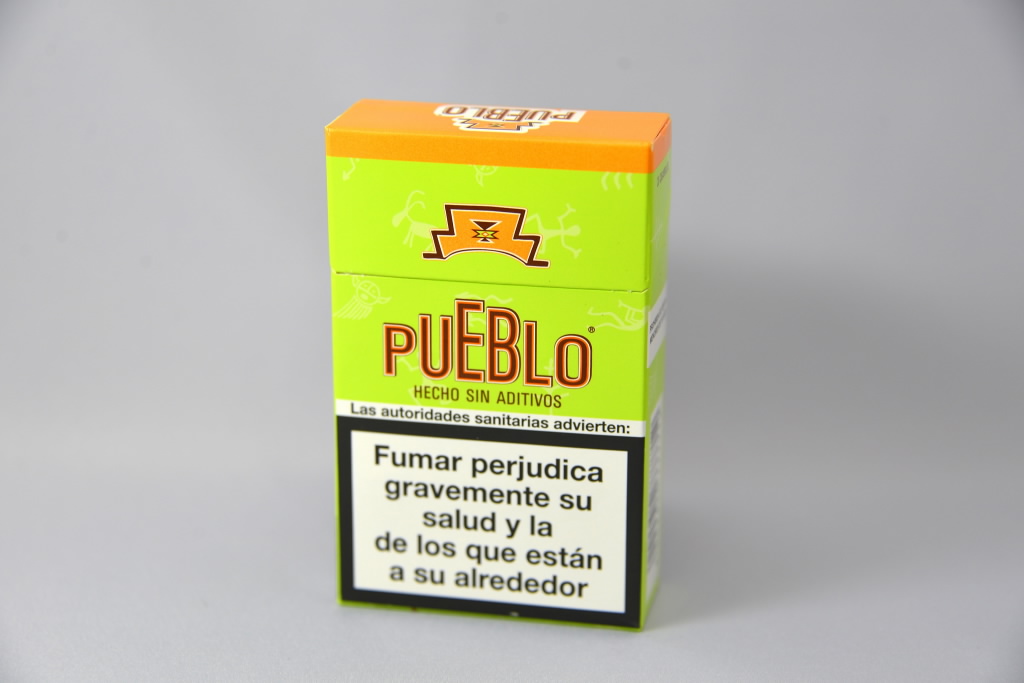 PUEBLO
PUEBLO®
HECHO SIN ADITIVOS
Las autoridades sanitarias advierten:
Fumar perjudica
gravemente su
salud y la
de los que están
a su alrededor